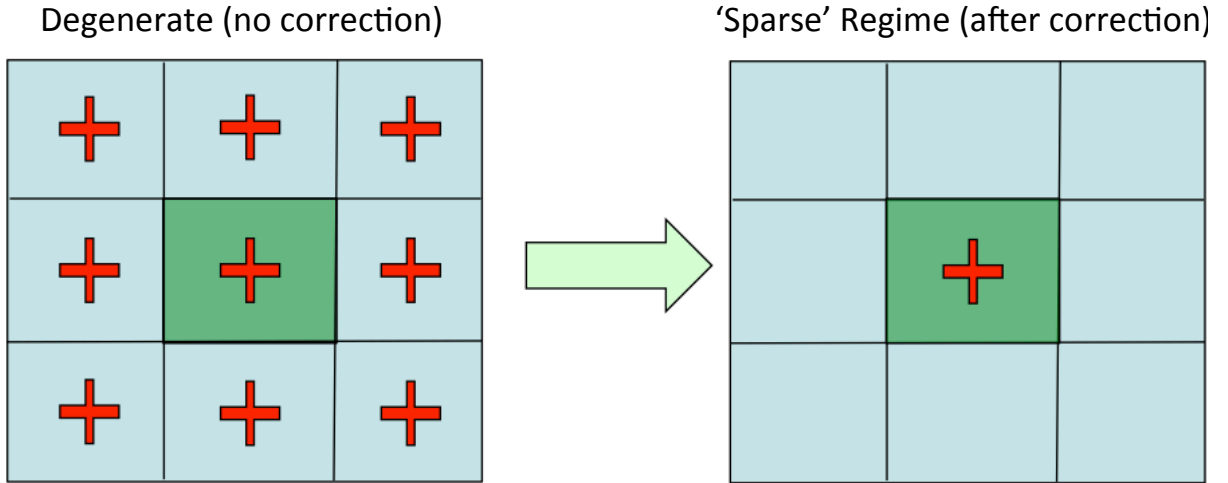 Degenerate (no correction)
‘Sparse’ Regime (after correction)